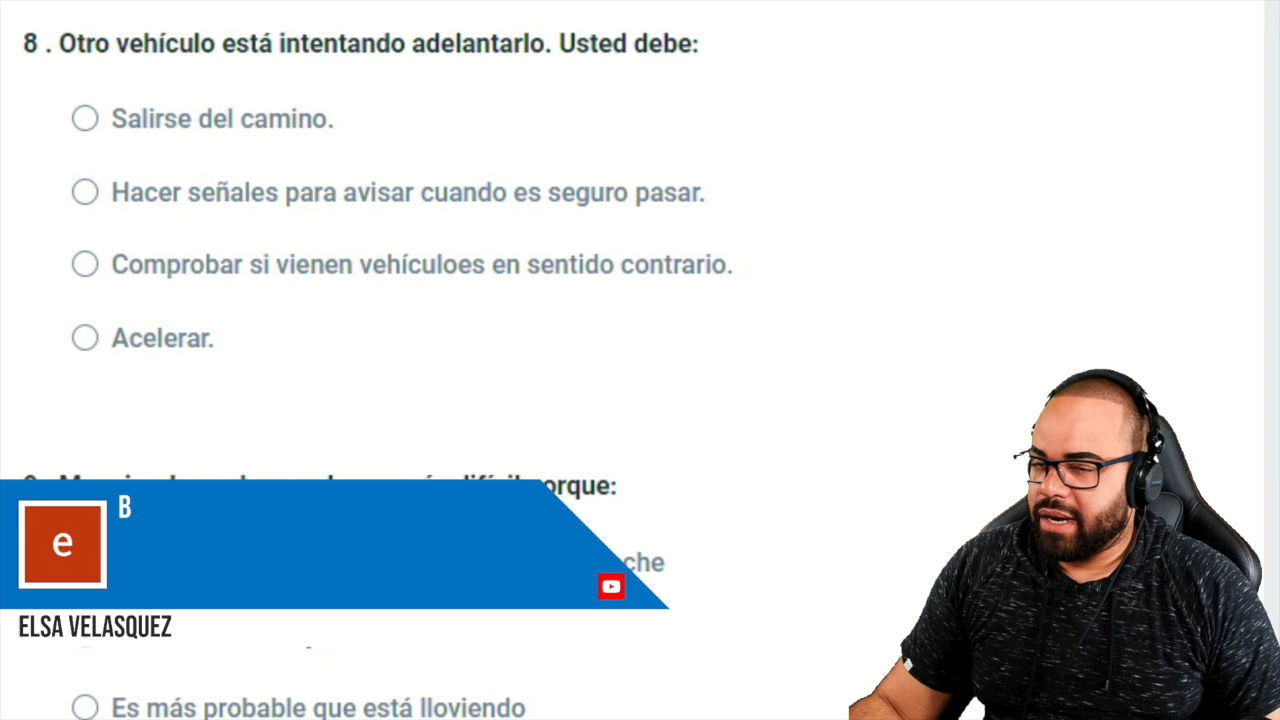 8 . Otro vehículo está intentando adelantarlo. Usted debe:
Salirse del camino.
Hacer señales para avisar cuando es seguro pasar.
Comprobar si vienen vehículoes en sentido contrario.
Acelerar.
orque:
B
e
che
ELSA VELASQUEZ
Es más probable que está lloviendo